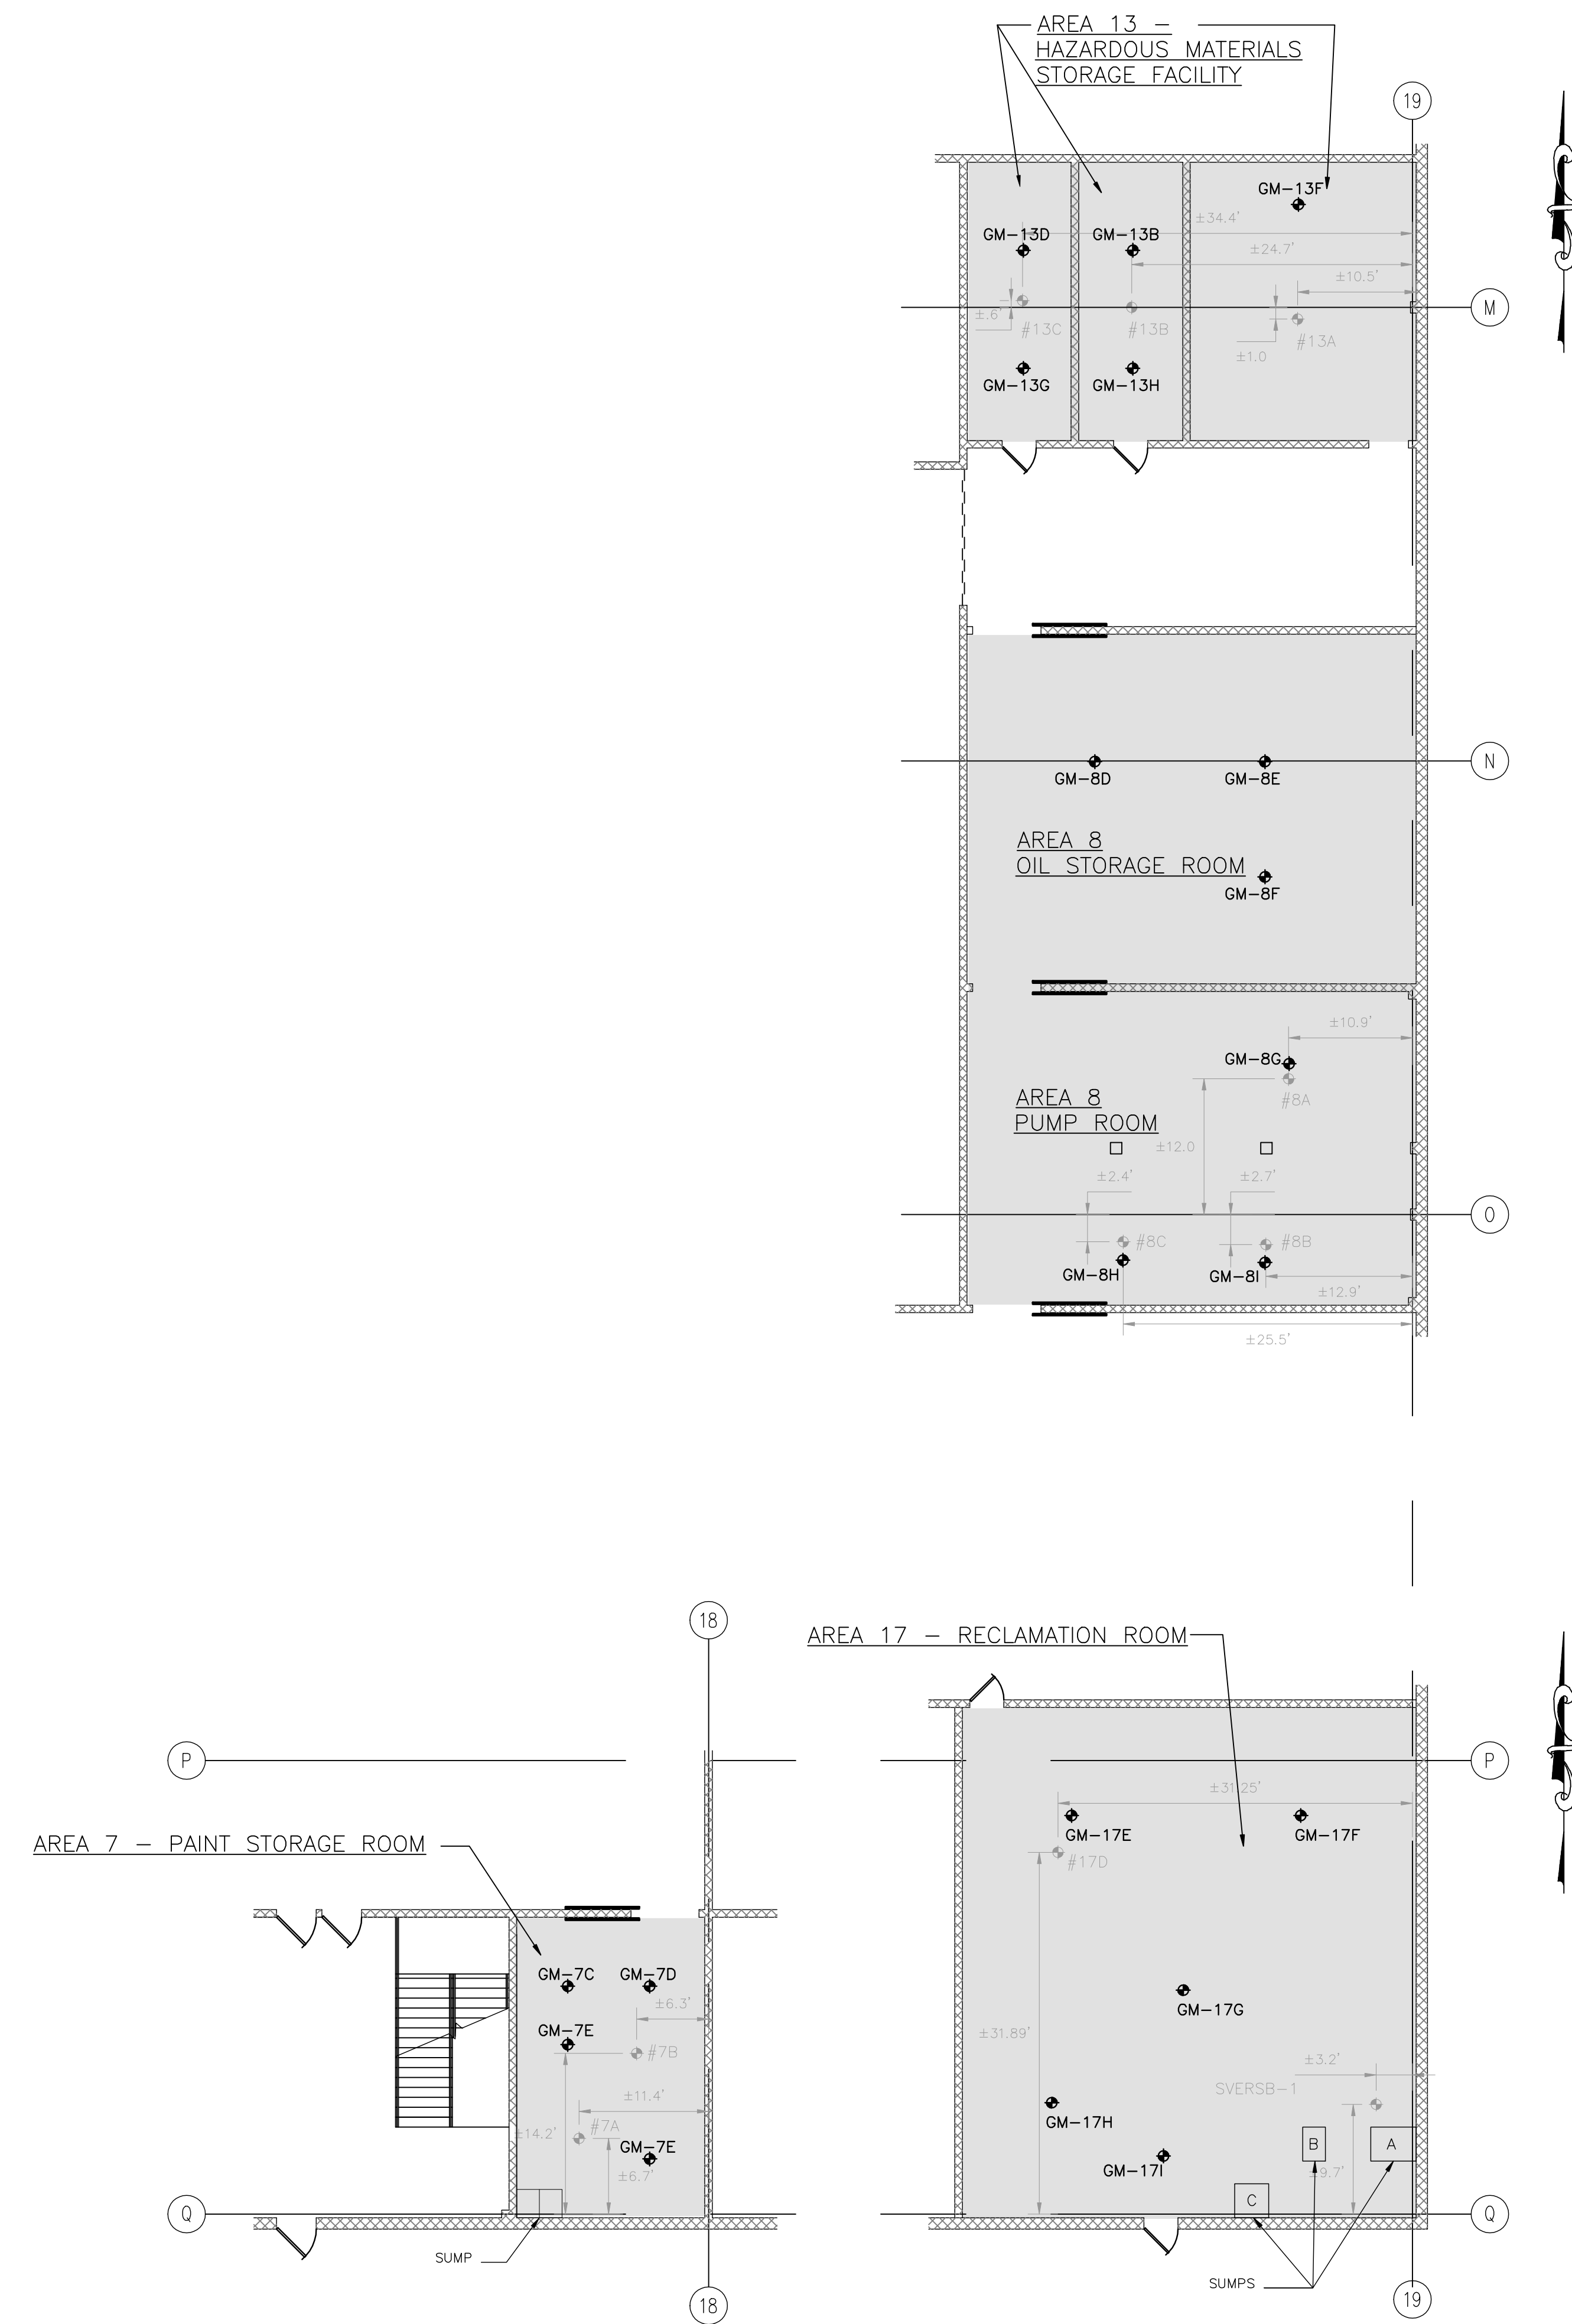 AREA 13 –
HAZARDOUS MATERIALS
STORAGE FACILITY
19
GM-13F
±34.4'
GM-13D
GM-13B
±24.7'
±10.5'
M
±.6'
#13C
#13B
#13A
±1.0
GM-13G
GM-13H
N
GM-8D
GM-8E
AREA 8
OIL STORAGE ROOM
GM-8F
±10.9'
GM-8G
#8A
AREA 8
PUMP ROOM
±12.0
±2.4'
±2.7'
O
#8C
#8B
GM-8H
GM-8I
±12.9'
±25.5'
18
AREA 17 – RECLAMATION ROOM
P
P
±31.25'
GM-17E
GM-17F
#17D
AREA 7 – PAINT STORAGE ROOM
GM-7C
GM-7D
±6.3'
GM-17G
GM-7E
±31.89'
#7B
±3.2'
SVERSB-1
±11.4'
#7A
GM-17H
±14.2'
GM-7E
B
A
±6.7'
GM-17I
±9.7'
C
Q
Q
SUMP
SUMPS
18
19